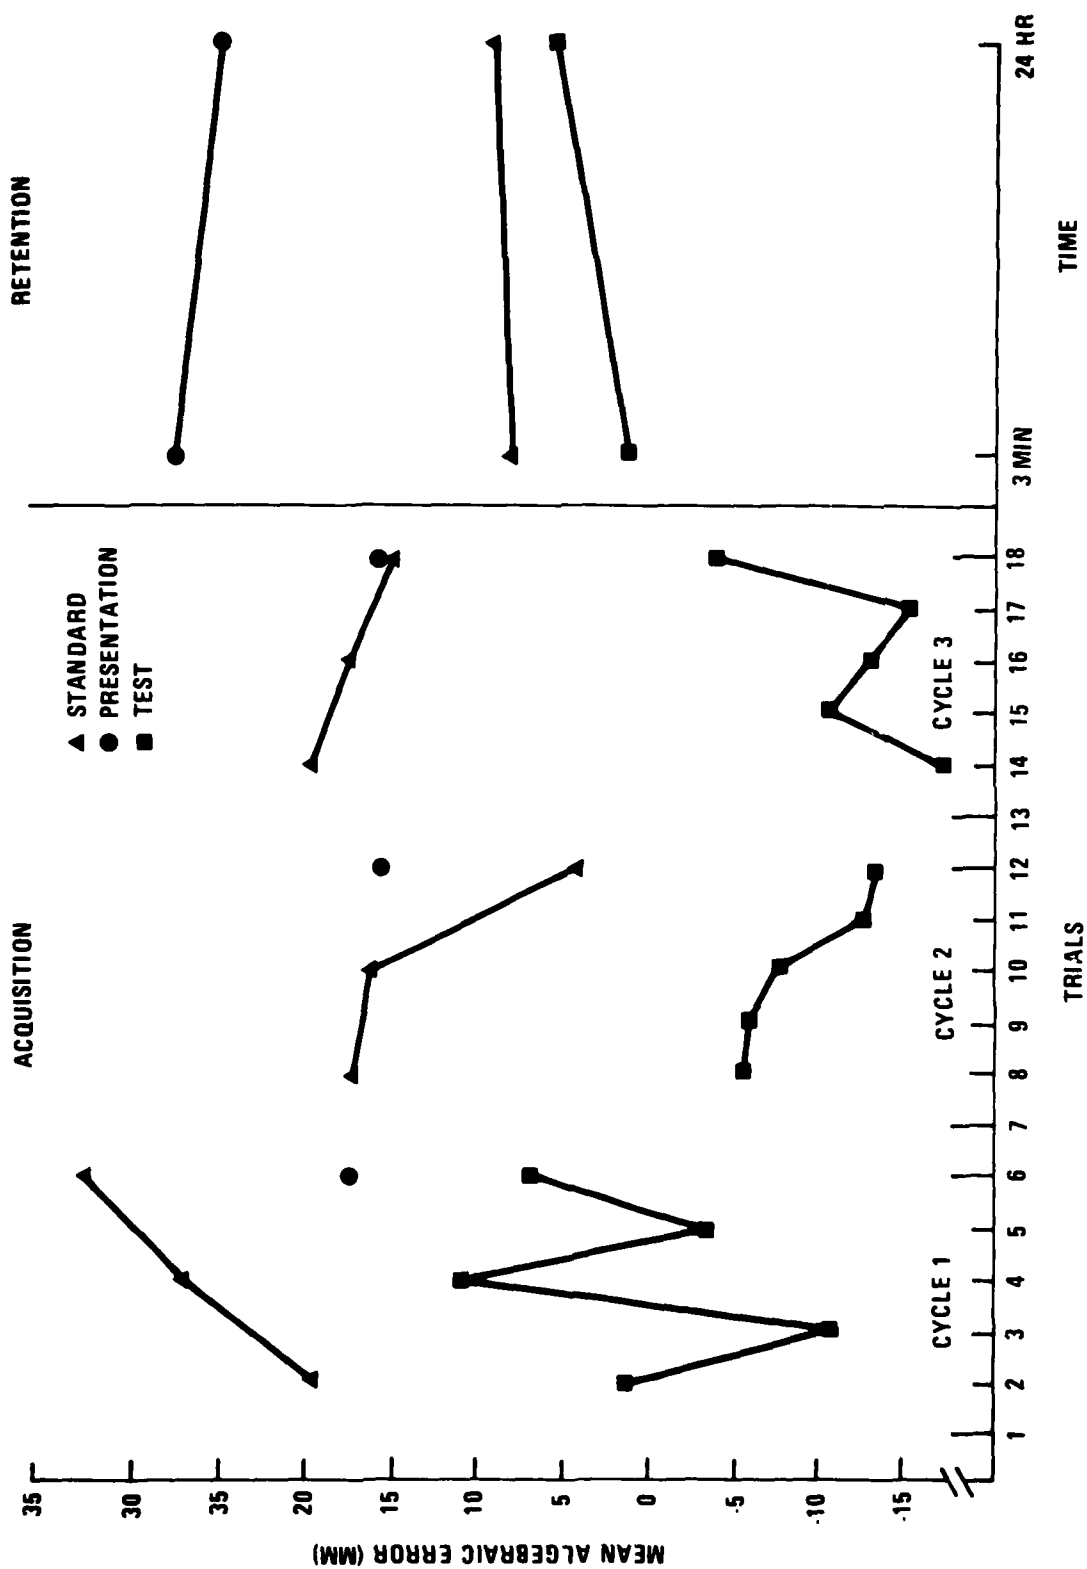 ACQUISITION
RETENTION
STANDARD
PRESENTATION
TEST
MEAN ALGEBRAIC ERROR (MM)
35
30
25
20
15
10
5
0
-5
-10
-15
CYCLE 1
CYCLE 2
CYCLE 3
1 2 3 4 5 6 7 8 9 10 11 12 13 14 15 16 17 18
3 MIN
24 HR
TRIALS
TIME